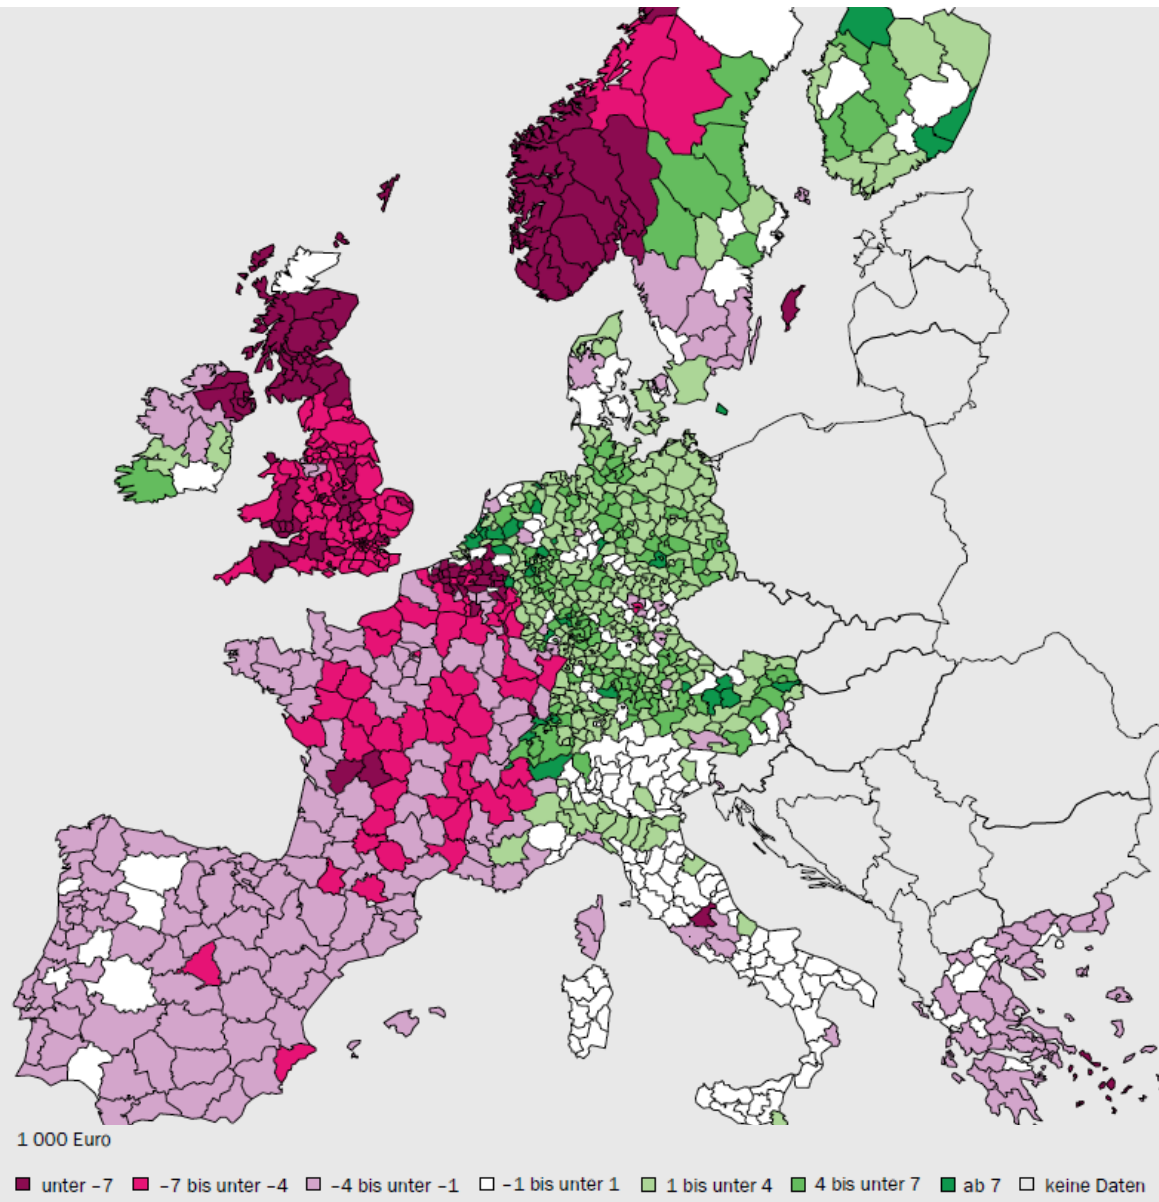 1 000 Euro
unter –7 –7 bis unter –4 –4 bis unter –1 –1 bis unter 1 1 bis unter 4 4 bis unter 7 ab 7 keine Daten